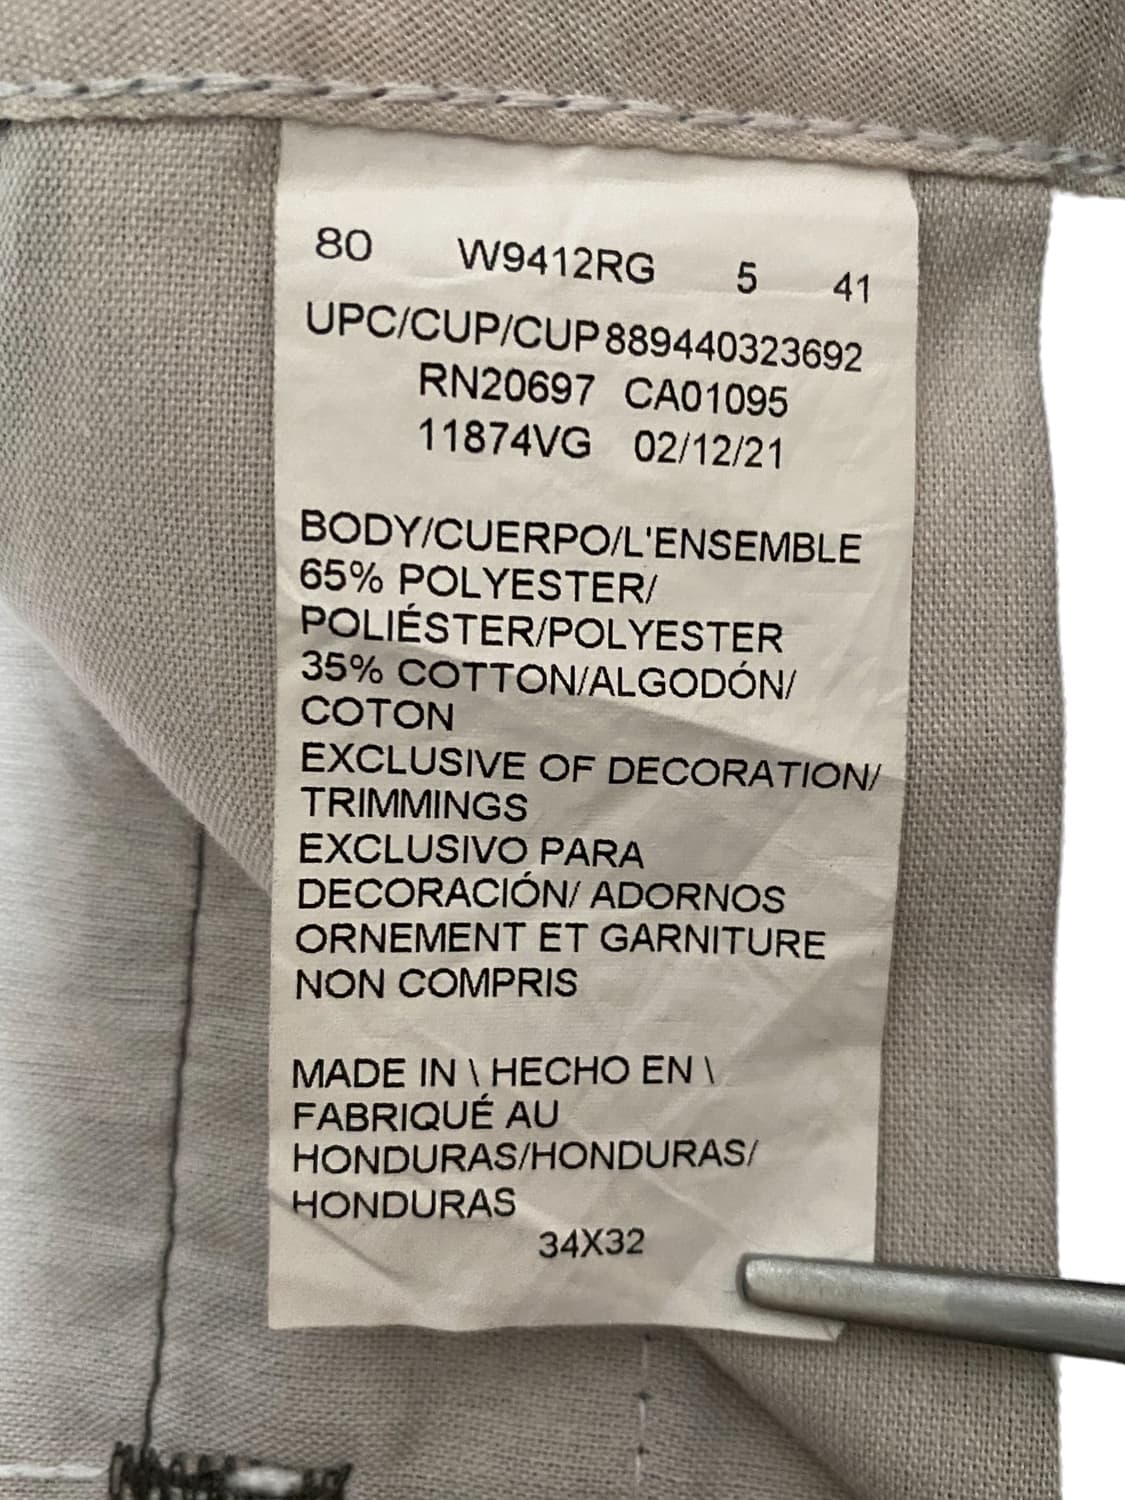 80 W9412RG 5 41
UPC/CUP/CUP 889440323692
RN20697 CA01095
11874VG 02/12/21
BODY/CUERPO/L'ENSEMBLE
65% POLYESTER/
POLIÉSTER/POLYESTER
35% COTTON/ALGODÓN/
COTON
EXCLUSIVE OF DECORATION/
TRIMMINGS
EXCLUSIVO PARA
DECORACIÓN/ ADORNOS
ORNEMENT ET GARNITURE
NON COMPRIS
MADE IN \ HECHO EN \
FABRIQUÉ AU
HONDURAS/HONDURAS/
HONDURAS
34X32